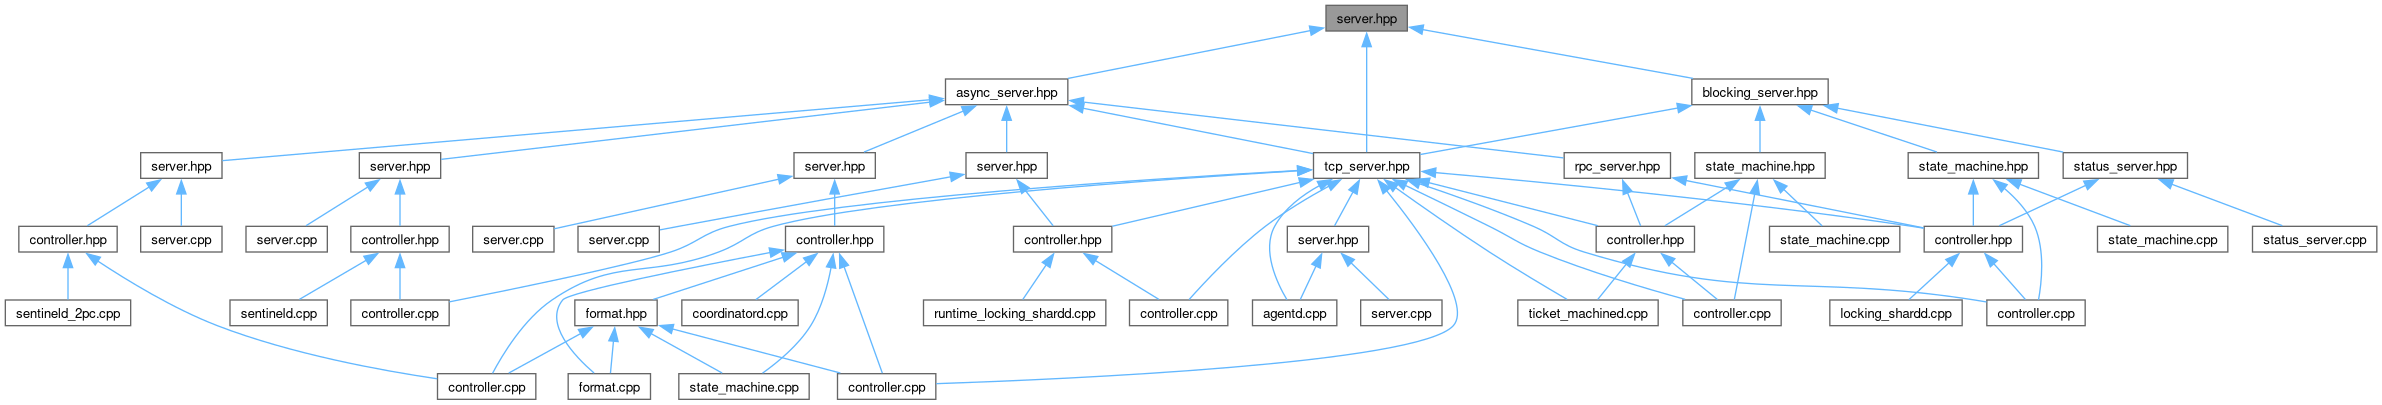 server.hpp
async_server.hpp
blocking_server.hpp
server.hpp
server.hpp
server.hpp
server.hpp
tcp_server.hpp
rpc_server.hpp
state_machine.hpp
state_machine.hpp
status_server.hpp
controller.hpp
server.cpp
server.cpp
controller.hpp
server.cpp
server.cpp
controller.hpp
controller.hpp
server.hpp
controller.hpp
state_machine.cpp
controller.hpp
state_machine.cpp
status_server.cpp
sentineld_2pc.cpp
sentineld.cpp
controller.cpp
format.hpp
coordinatord.cpp
runtime_locking_shardd.cpp
controller.cpp
agentd.cpp
server.cpp
ticket_machined.cpp
controller.cpp
locking_shardd.cpp
controller.cpp
controller.cpp
format.cpp
state_machine.cpp
controller.cpp